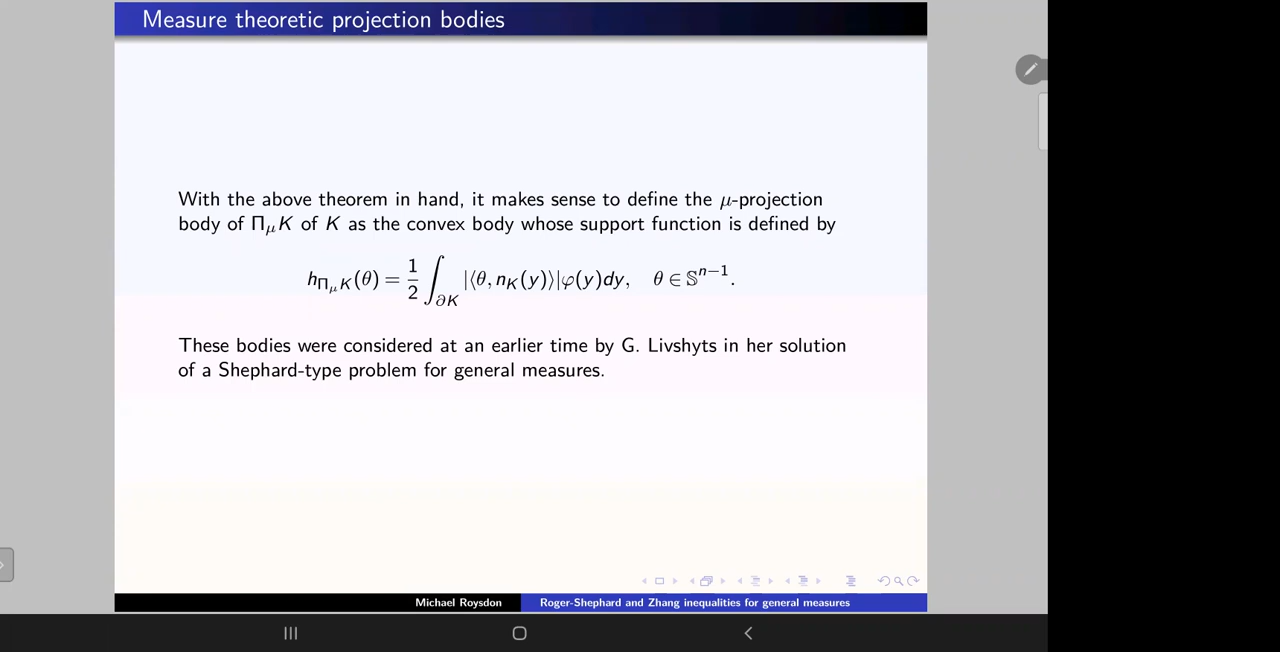 Measure theoretic projection bodies
With the above theorem in hand, it makes sense to define the μ-projection
body of Π_μK of K as the convex body whose support function is defined by
h_{Π_μK}(θ) = \frac{1}{2} ∫_{∂K} |⟨θ, n_K(y)⟩|φ(y)dy, θ ∈ 𝕊^{n−1}.
These bodies were considered at an earlier time by G. Livshyts in her solution
of a Shephard-type problem for general measures.
Michael Roysdon Roger-Shephard and Zhang inequalities for general measures